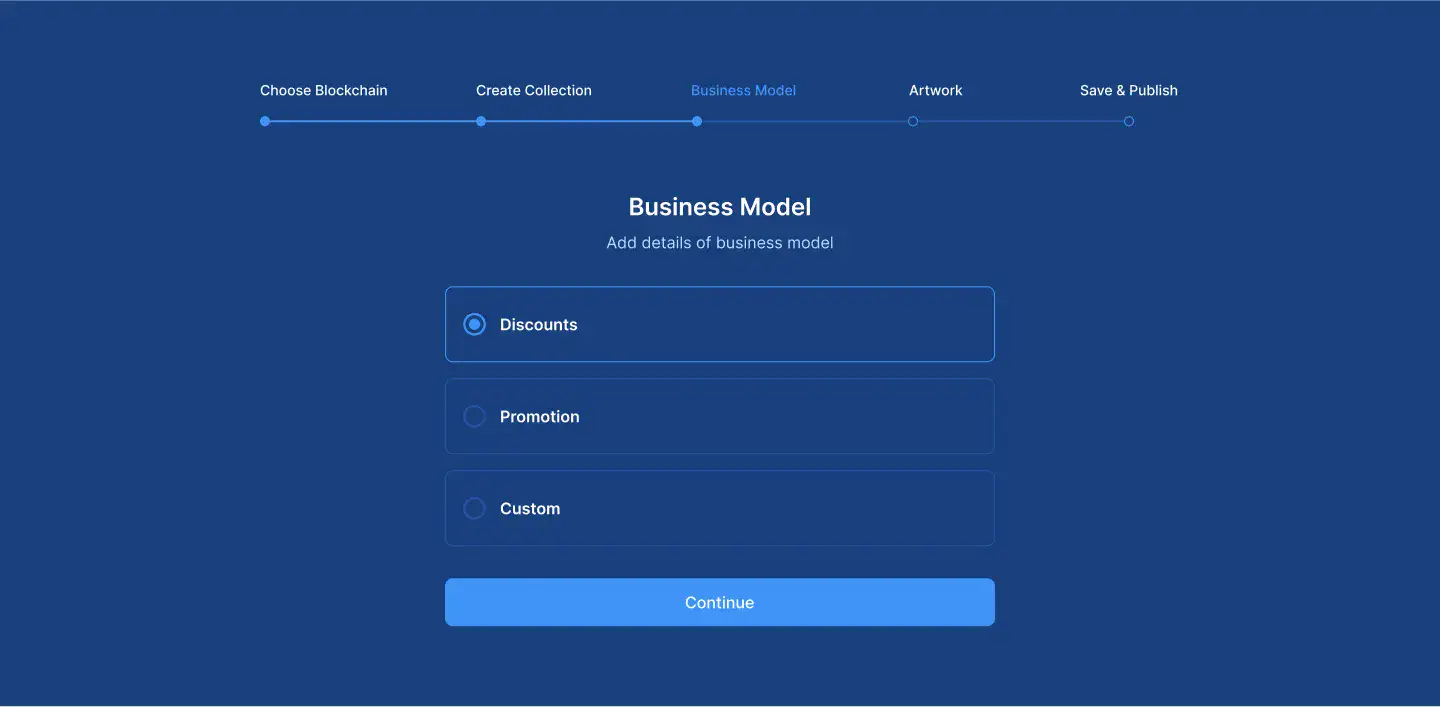 Choose Blockchain Create Collection Business Model Artwork Save & Publish
Business Model
Add details of business model
Discounts
Promotion
Custom
Continue